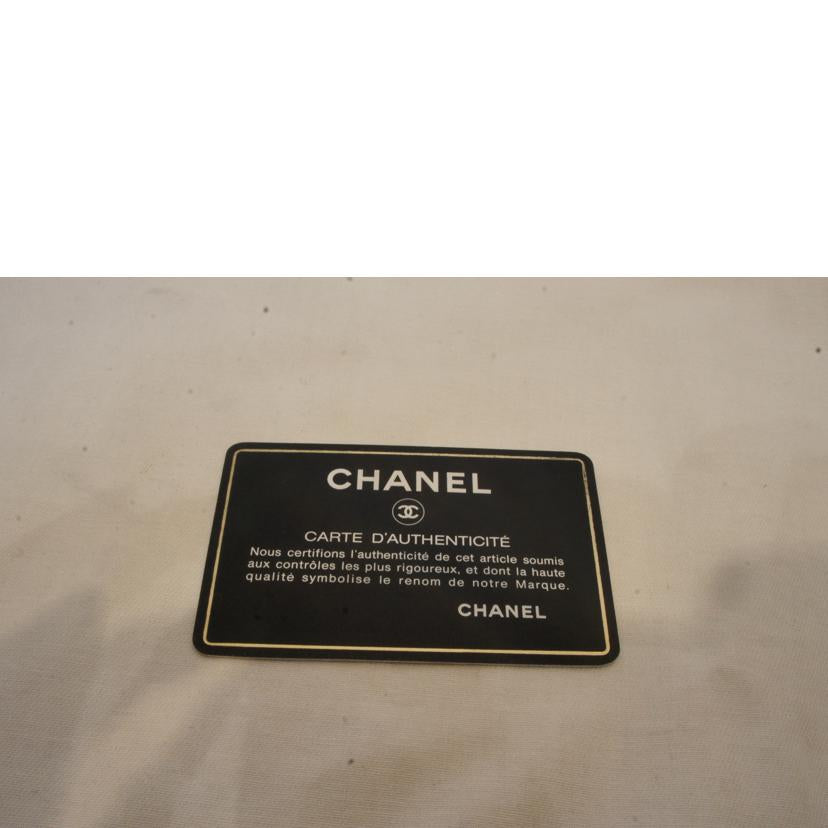 CHANEL
CARTE D'AUTHENTICITÉ
Nous certifions l'authenticité de cet article soumis
aux contrôles les plus rigoureux, et dont la haute
qualité symbolise le renom de notre Marque.
CHANEL